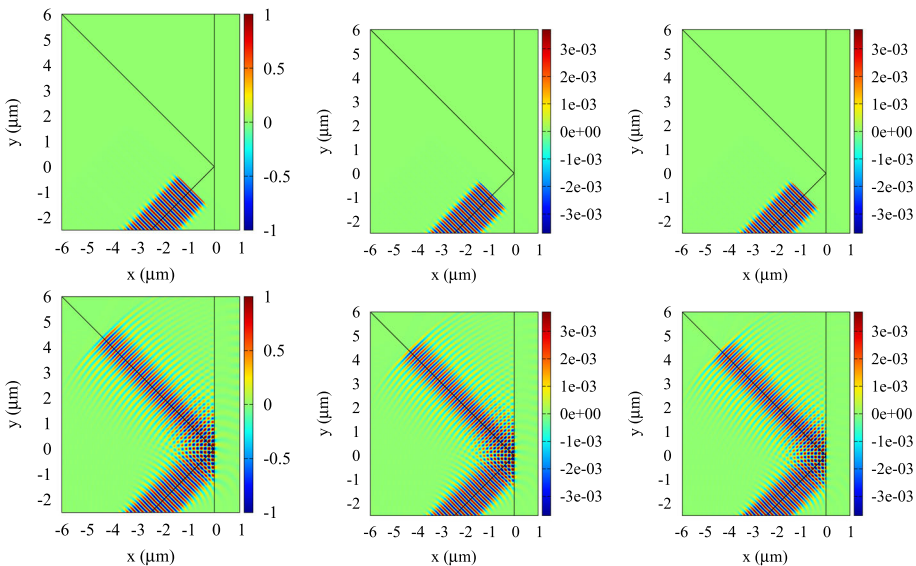 6 5 4 3 2 1 0 -1 -2
y (μm)
-6 -5 -4 -3 -2 -1 0 1
x (μm)
1 0.5 0 -0.5 -1
6 5 4 3 2 1 0 -1 -2
y (μm)
-6 -5 -4 -3 -2 -1 0 1
x (μm)
3e-03 2e-03 1e-03 0e+00 -1e-03 -2e-03 -3e-03
6 5 4 3 2 1 0 -1 -2
y (μm)
-6 -5 -4 -3 -2 -1 0 1
x (μm)
3e-03 2e-03 1e-03 0e+00 -1e-03 -2e-03 -3e-03
6 5 4 3 2 1 0 -1 -2
y (μm)
-6 -5 -4 -3 -2 -1 0 1
x (μm)
1 0.5 0 -0.5 -1
6 5 4 3 2 1 0 -1 -2
y (μm)
-6 -5 -4 -3 -2 -1 0 1
x (μm)
3e-03 2e-03 1e-03 0e+00 -1e-03 -2e-03 -3e-03
6 5 4 3 2 1 0 -1 -2
y (μm)
-6 -5 -4 -3 -2 -1 0 1
x (μm)
3e-03 2e-03 1e-03 0e+00 -1e-03 -2e-03 -3e-03